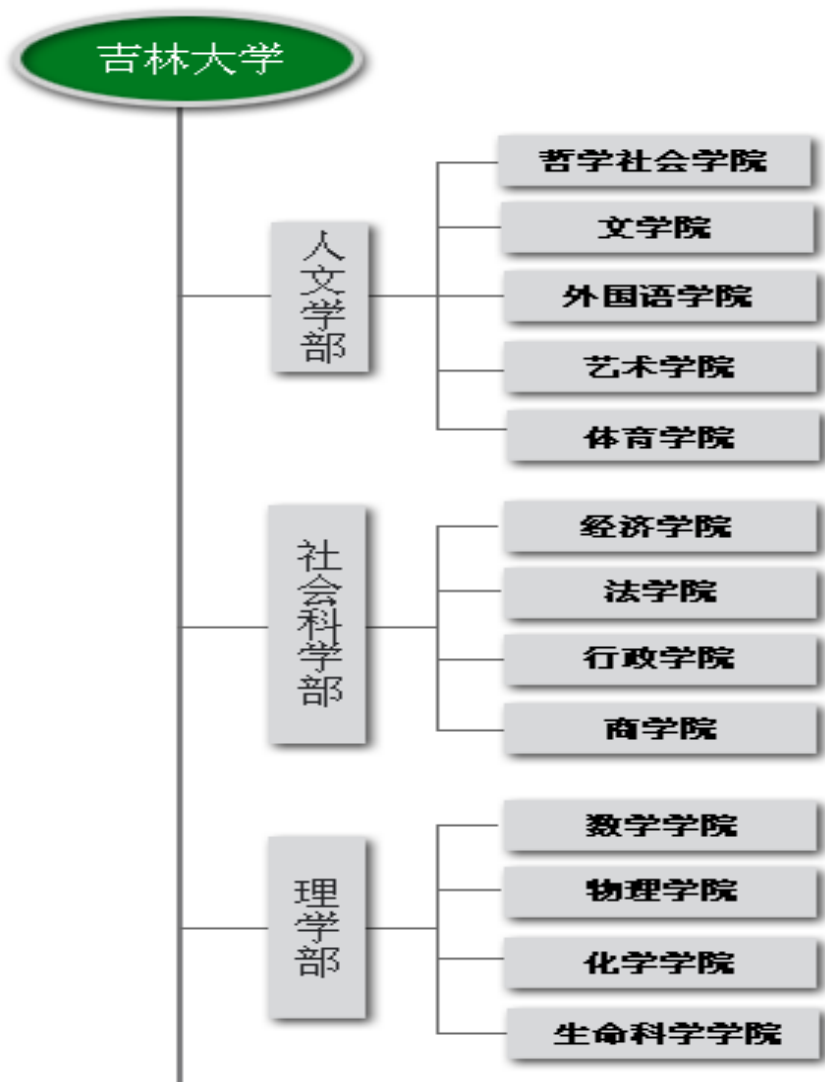 吉林大学
人文学部
哲学社会学院
文学院
外国语学院
艺术学院
体育学院
社会科学部
经济学院
法学院
行政学院
商学院
理学部
数学学院
物理学院
化学学院
生命科学学院